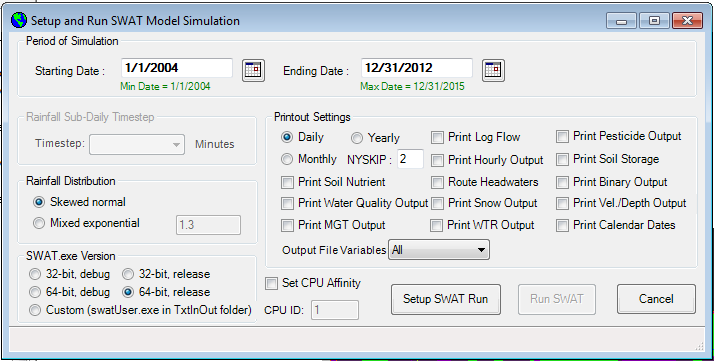 Setup and Run SWAT Model Simulation
Period of Simulation
Starting Date : 1/1/2004 Ending Date : 12/31/2012
Min Date = 1/1/2004 Max Date = 12/31/2015
Rainfall Sub-Daily Timestep
Timestep: Minutes
Rainfall Distribution
Skewed normal
Mixed exponential 1.3
SWAT.exe Version
32-bit, debug 32-bit, release
64-bit, debug 64-bit, release
Custom (swatUser.exe in TxtInOut folder)
Printout Settings
Daily Yearly Print Log Flow Print Pesticide Output
Monthly NYSKIP : 2 Print Hourly Output Print Soil Storage
Print Soil Nutrient Route Headwaters Print Binary Output
Print Water Quality Output Print Snow Output Print Vel./Depth Output
Print MGT Output Print WTR Output Print Calendar Dates
Output File Variables All
Set CPU Affinity
CPU ID: 1
Setup SWAT Run Run SWAT Cancel